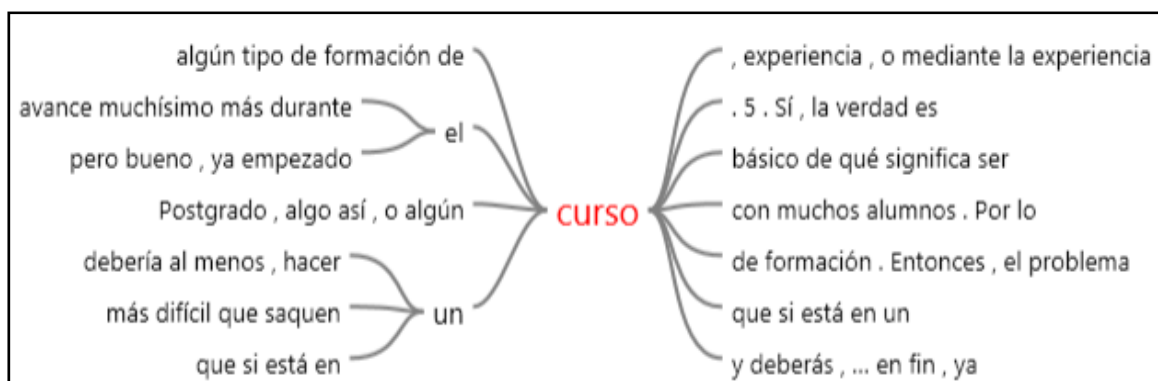 algún tipo de formación de
avance muchísimo más durante
pero bueno , ya empezado
el
Postgrado , algo así , o algún
debería al menos , hacer
más difícil que saquen
que si está en
un
curso
, experiencia , o mediante la experiencia
. 5 . Sí , la verdad es
básico de qué significa ser
con muchos alumnos . Por lo
de formación . Entonces , el problema
que si está en un
y deberás , ... en fin , ya